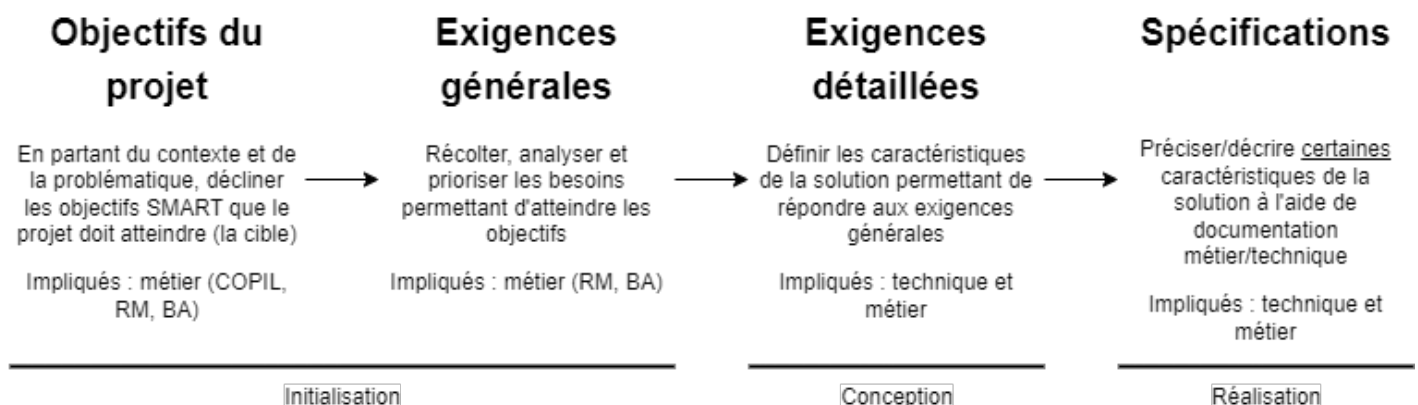 Objectifs du
projet
En partant du contexte et de
la problématique, décliner
les objectifs SMART que le
projet doit atteindre (la cible)
Impliqués : métier (COPIL,
RM, BA)
Exigences
générales
Récolter, analyser et
prioriser les besoins
permettant d'atteindre les
objectifs
Impliqués : métier (RM, BA)
Exigences
détaillées
Définir les caractéristiques
de la solution permettant de
répondre aux exigences
générales
Impliqués : technique et
métier
Spécifications
Préciser/décrire certaines
caractéristiques de la
solution à l'aide de
documentation
métier/technique
Impliqués : technique et
métier
Initialisation
Conception
Réalisation